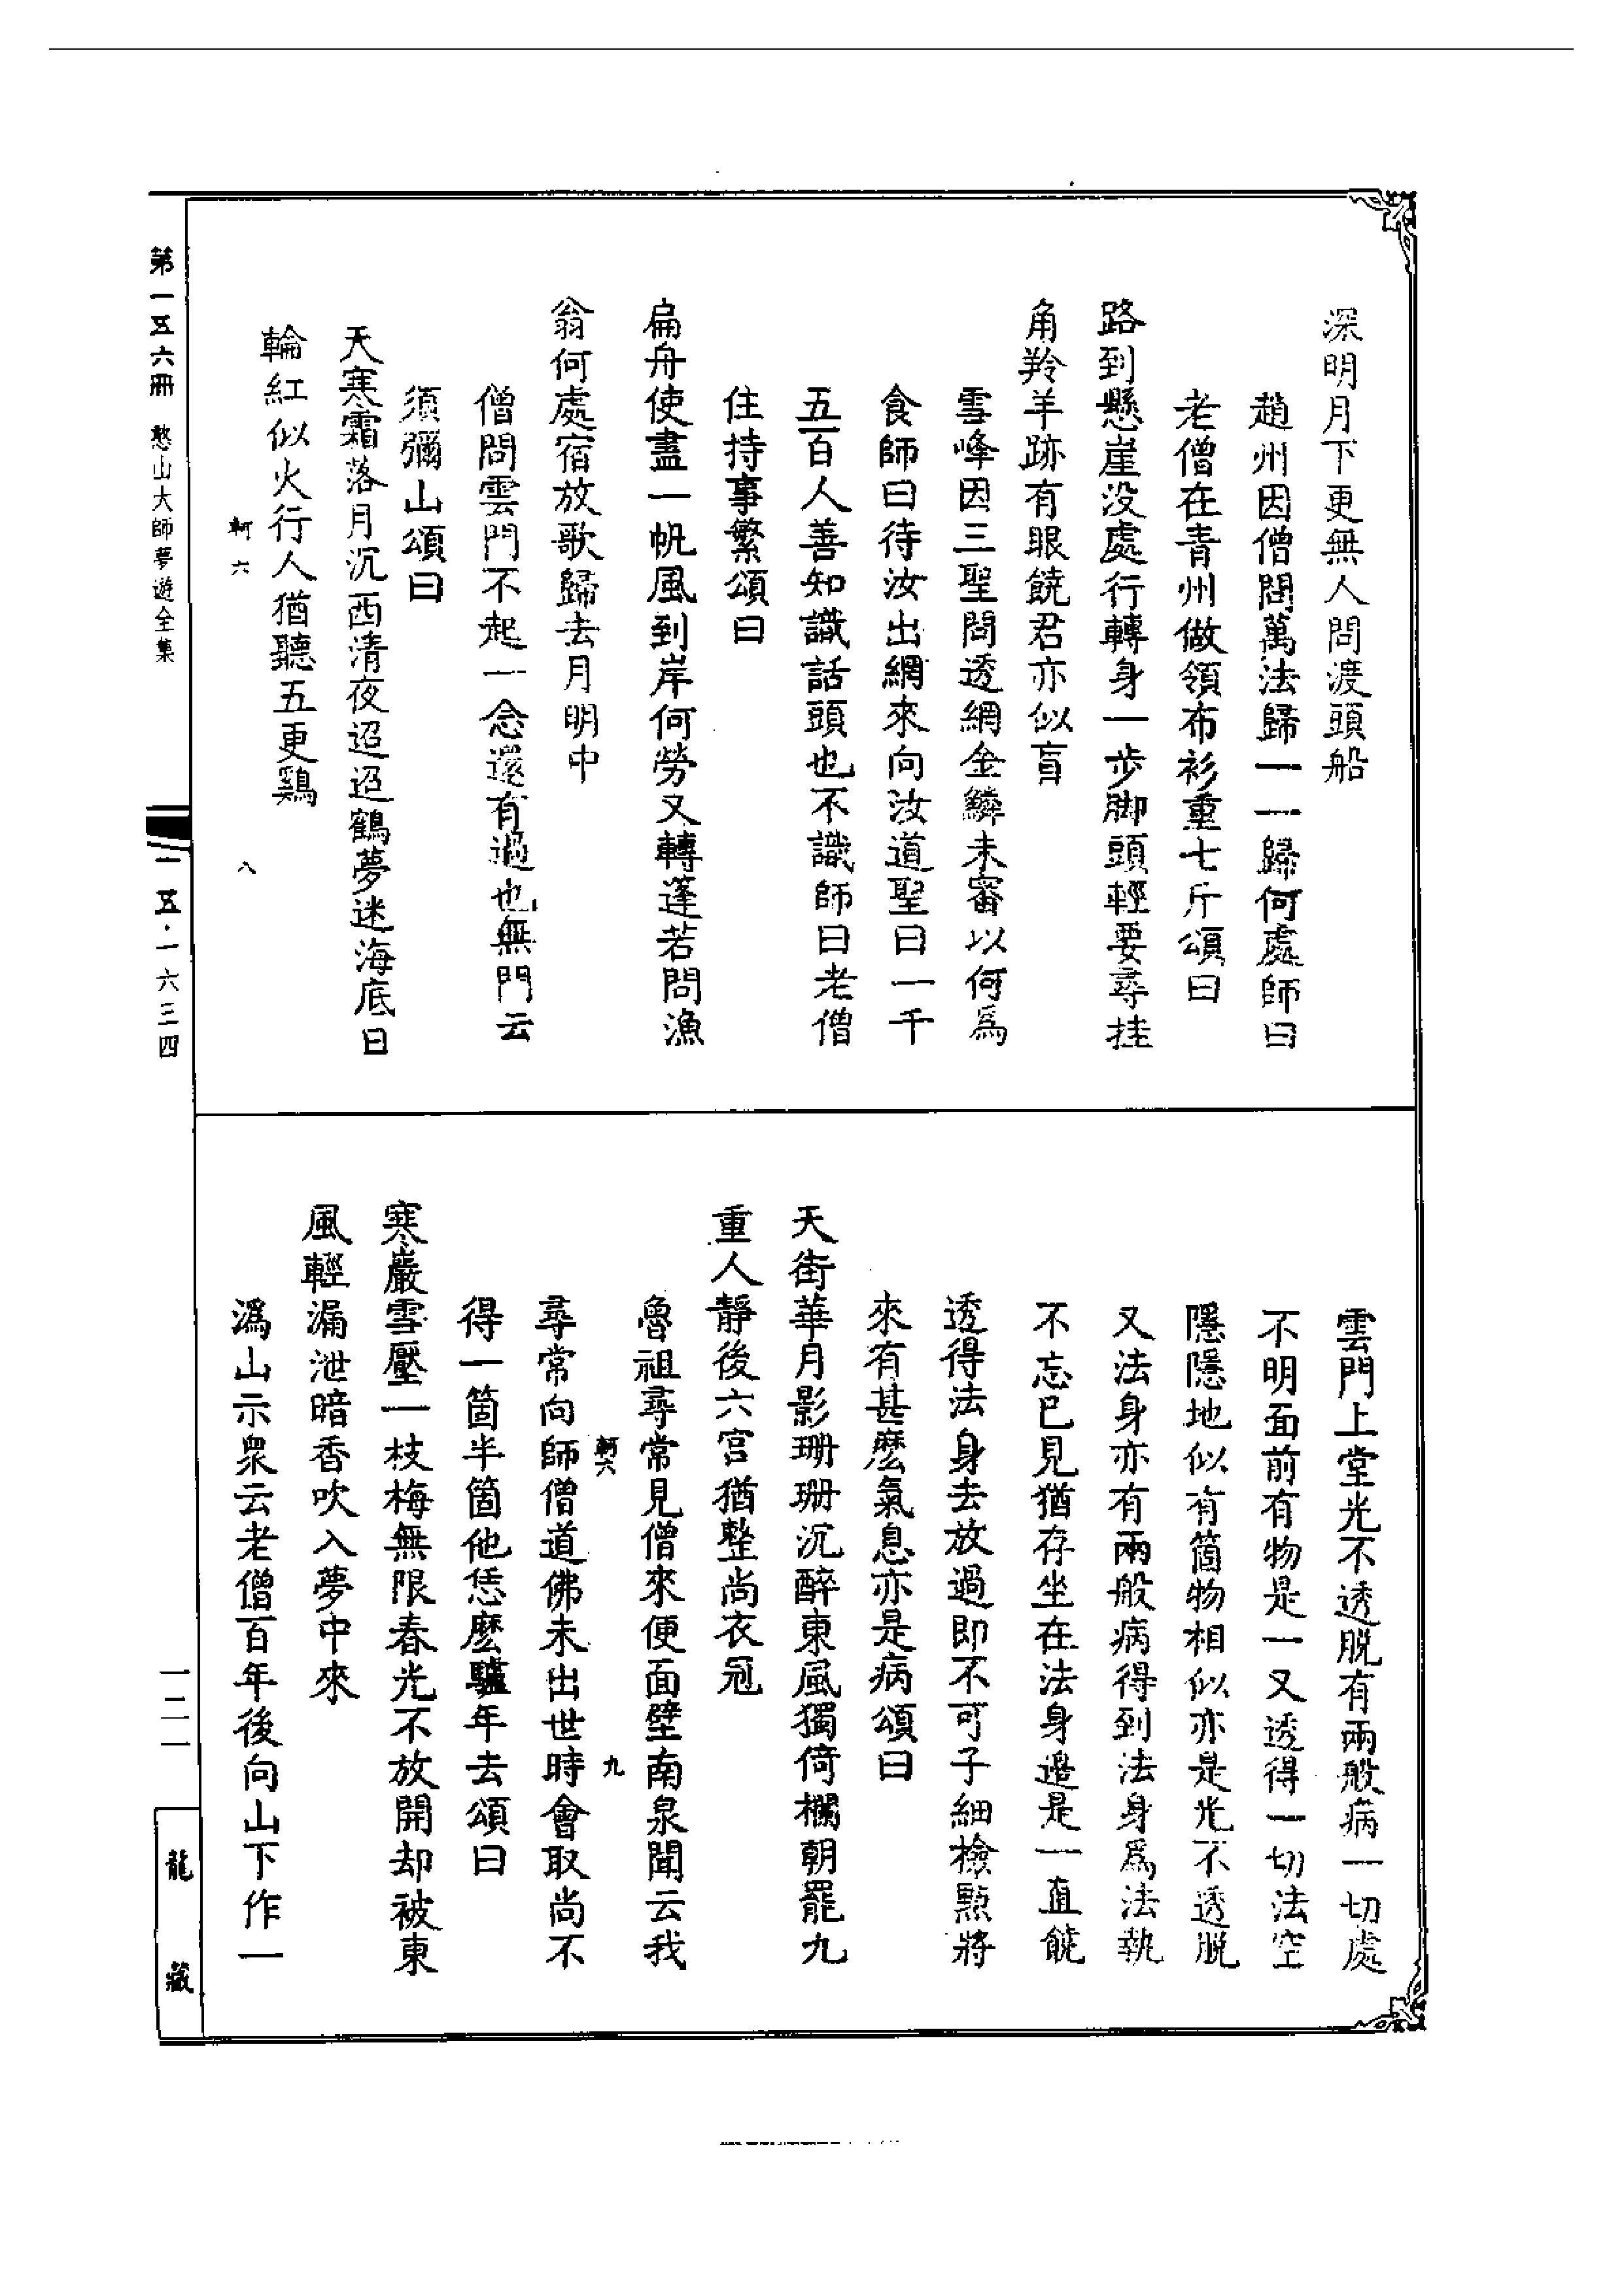 深明月下更無人問渡頭船
趙州因僧問萬法歸一一歸何處師曰
老僧在青州做領布衫重七斤頌曰
路到懸崖没處行轉身一步脚頭輕要尋挂
角羚羊跡有眼饒君亦似盲
雪峰因三聖問透網金鱗未審以何爲
食師曰待汝出網來向汝道聖曰一千
五百人善知識話頭也不識師曰老僧
住持事繁頌曰
扁舟使盡一帆風到岸何勞又轉蓬若問漁
翁何處宿放歌歸去月明中
僧問雲門不起一念還有過也無門云
須彌山頌曰
天寒霜落月沉西清夜迢迢鶴夢迷海底日
輪紅似火行人猶聽五更鷄
軻六 八
雲門上堂光不透脱有兩般病一切處
不明面前有物是一又透得一切法空
隱隱地似有箇物相似亦是光不透脱
又法身亦有兩般病得到法身爲法執
不忘已見猶存坐在法身邊是一直饒
透得法身去放過即不可子細檢點將
來有甚麽氣息亦是病頌曰
天街華月影珊珊沉醉東風獨倚欄朝罷九
重人靜後六宫猶整尚衣冠
魯祖尋常見僧來便面壁南泉聞云我
軻六 九
尋常向師僧道佛未出世時會取尚不
得一箇半箇他恁麽驢年去頌曰
寒巖雪壓一枝梅無限春光不放開却被東
風輕漏泄暗香吹入夢中來
潙山示衆云老僧百年後向山下作一
第一五六冊 憨山大師夢遊全集
一五·一六三四
一二一
龍藏